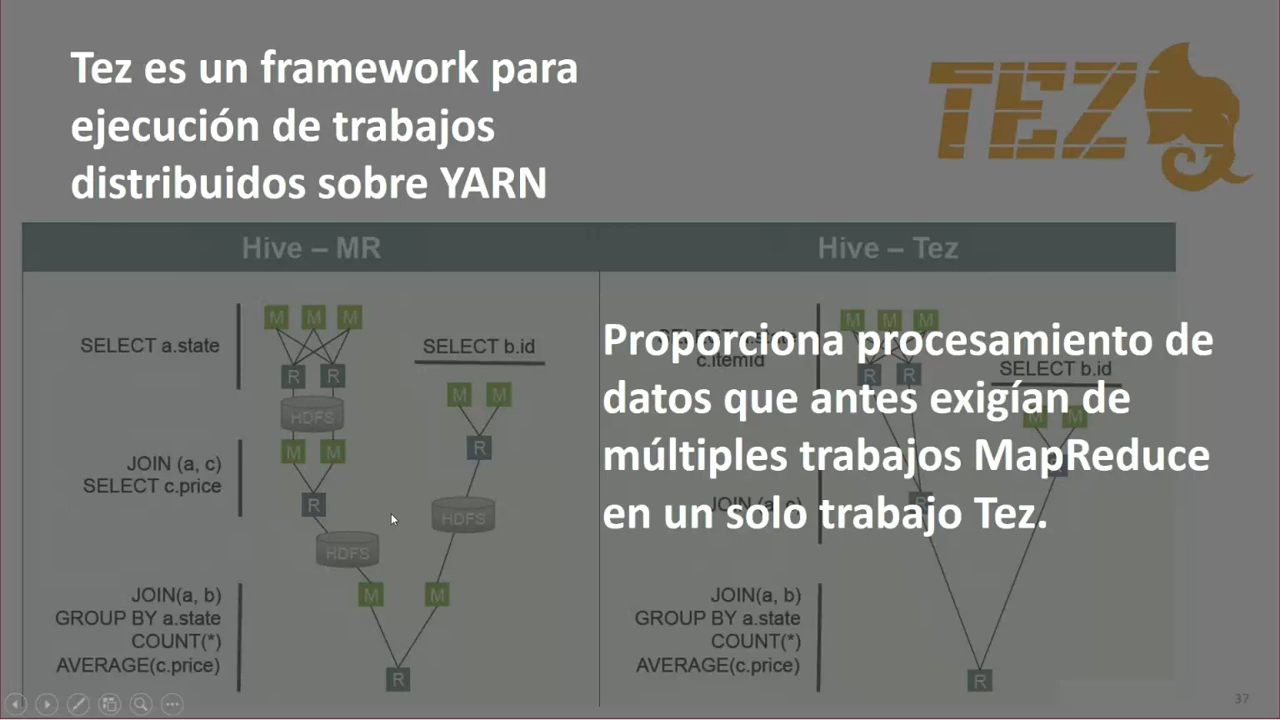 Tez es un framework para
ejecución de trabajos
distribuidos sobre YARN
TEZ
Hive – MR
Hive – Tez
M M M
SELECT a.state
R R
HDFS
SELECT b.id
M M
R
HDFS
M M
JOIN (a, c)
SELECT c.price
R
HDFS
JOIN(a, b)
GROUP BY a.state
COUNT(*)
AVERAGE(c.price)
M M
R
M M M
c.itemId
R R
SELECT b.id
M M
JOIN (a, c)
R
Proporciona procesamiento de
datos que antes exigían de
múltiples trabajos MapReduce
en un solo trabajo Tez.
JOIN(a, b)
GROUP BY a.state
COUNT(*)
AVERAGE(c.price)
R
37